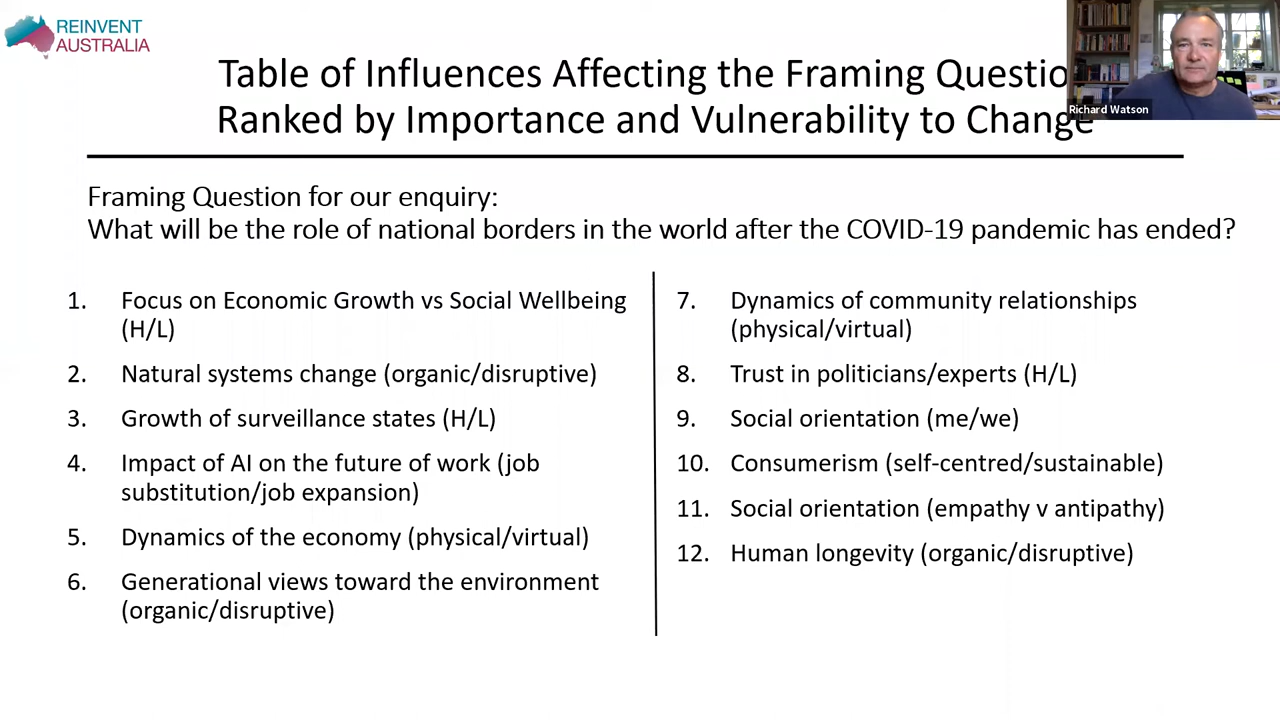 REINVENT
AUSTRALIA
Richard Watson
Table of Influences Affecting the Framing Questio
Ranked by Importance and Vulnerability to Change
Framing Question for our enquiry:
What will be the role of national borders in the world after the COVID-19 pandemic has ended?
1. Focus on Economic Growth vs Social Wellbeing
(H/L)
2. Natural systems change (organic/disruptive)
3. Growth of surveillance states (H/L)
4. Impact of AI on the future of work (job
substitution/job expansion)
5. Dynamics of the economy (physical/virtual)
6. Generational views toward the environment
(organic/disruptive)
7. Dynamics of community relationships
(physical/virtual)
8. Trust in politicians/experts (H/L)
9. Social orientation (me/we)
10. Consumerism (self-centred/sustainable)
11. Social orientation (empathy v antipathy)
12. Human longevity (organic/disruptive)